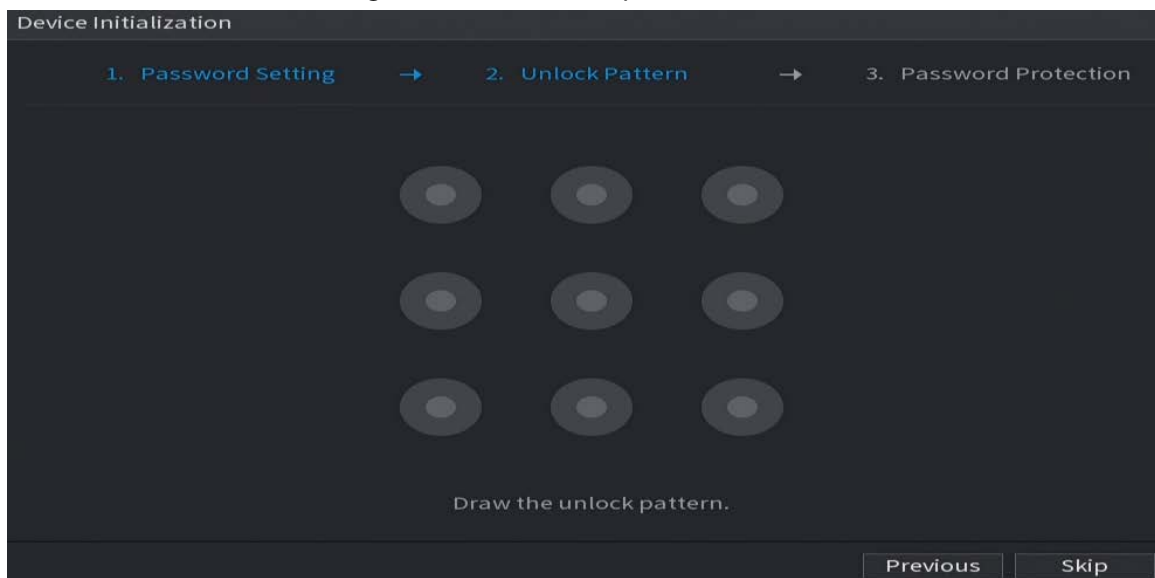 Device Initialization
1. Password Setting → 2. Unlock Pattern → 3. Password Protection
Draw the unlock pattern.
Previous Skip